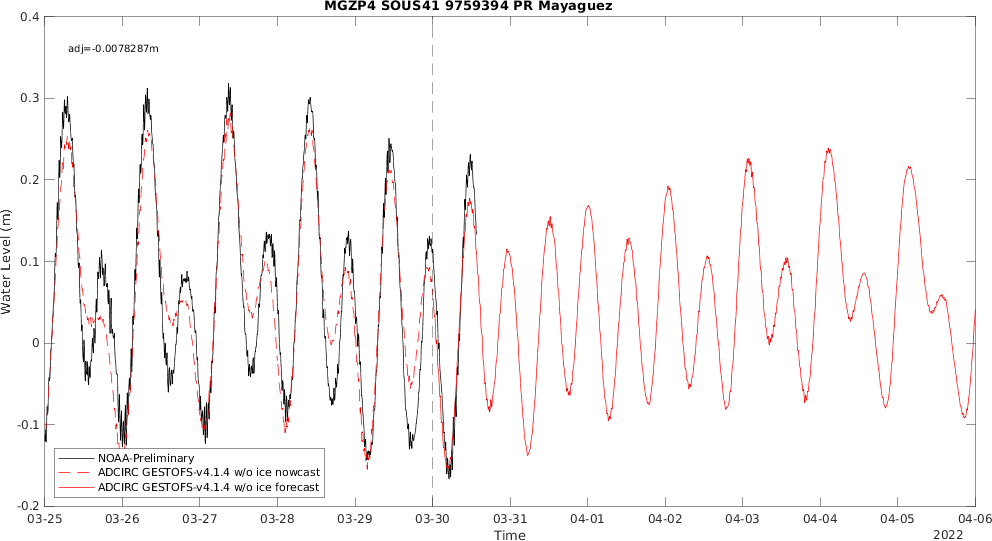 MGZP4 SOUS41 9759394 PR Mayaguez
adj=-0.0078287m
Water Level (m)
0.4
0.3
0.2
0.1
0
-0.1
-0.2
NOAA-Preliminary
ADCIRC GESTOFS-v4.1.4 w/o ice nowcast
ADCIRC GESTOFS-v4.1.4 w/o ice forecast
03-25 03-26 03-27 03-28 03-29 03-30 03-31 04-01 04-02 04-03 04-04 04-05 04-06
Time
2022